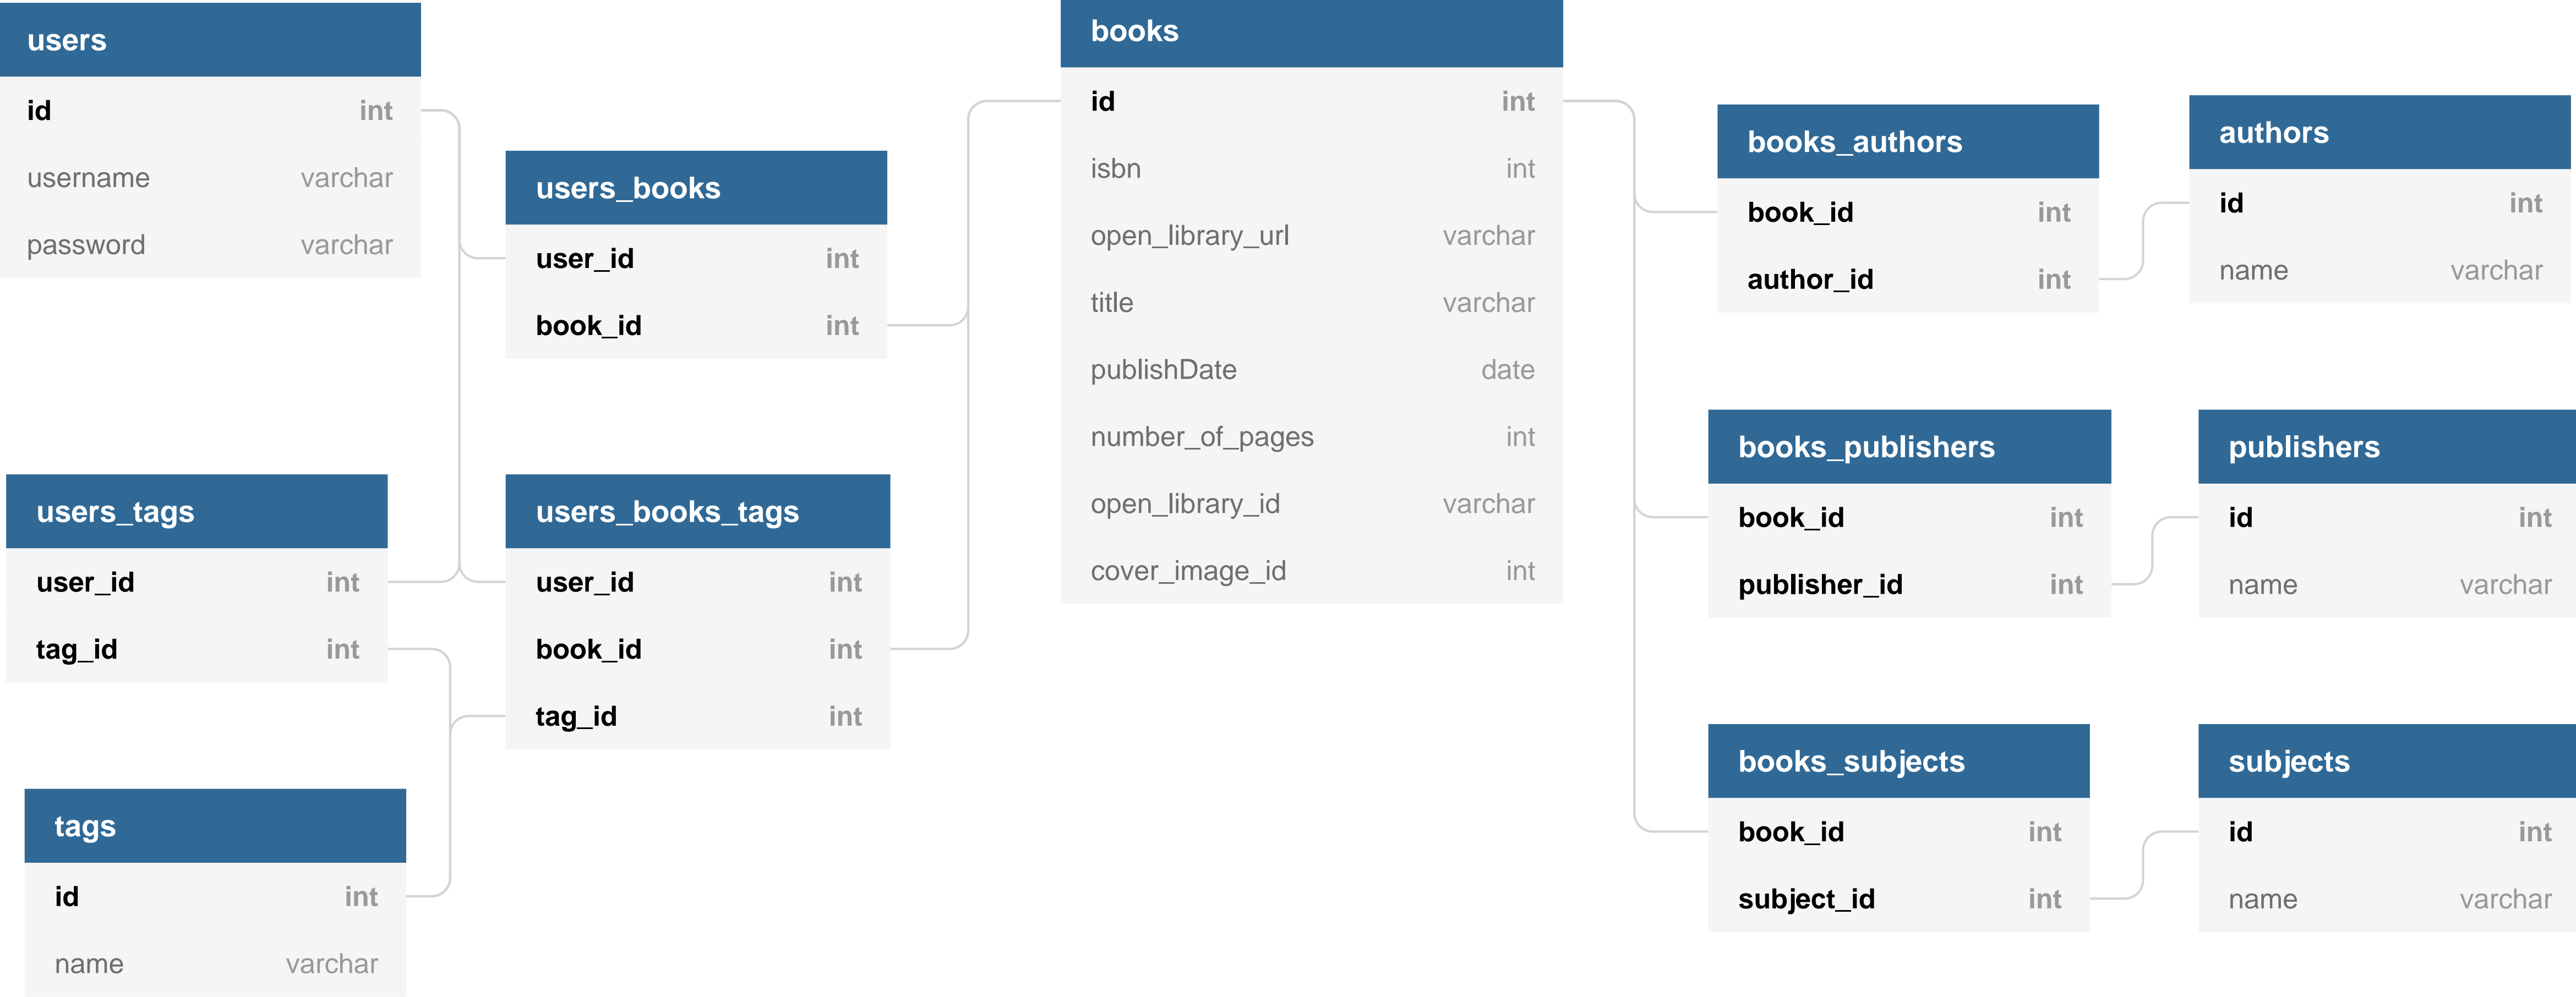 users
id int
username varchar
password varchar
users_books
user_id int
book_id int
users_tags
user_id int
tag_id int
users_books_tags
user_id int
book_id int
tag_id int
tags
id int
name varchar
books
id int
isbn int
open_library_url varchar
title varchar
publishDate date
number_of_pages int
open_library_id varchar
cover_image_id int
books_authors
book_id int
author_id int
authors
id int
name varchar
books_publishers
book_id int
publisher_id int
publishers
id int
name varchar
books_subjects
book_id int
subject_id int
subjects
id int
name varchar